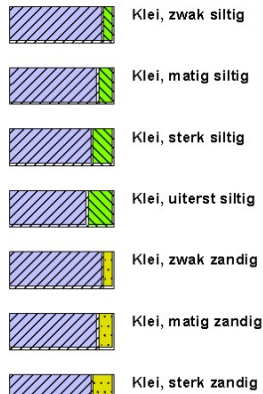 Klei, zwak siltig
Klei, matig siltig
Klei, sterk siltig
Klei, uiterst siltig
Klei, zwak zandig
Klei, matig zandig
Klei, sterk zandig